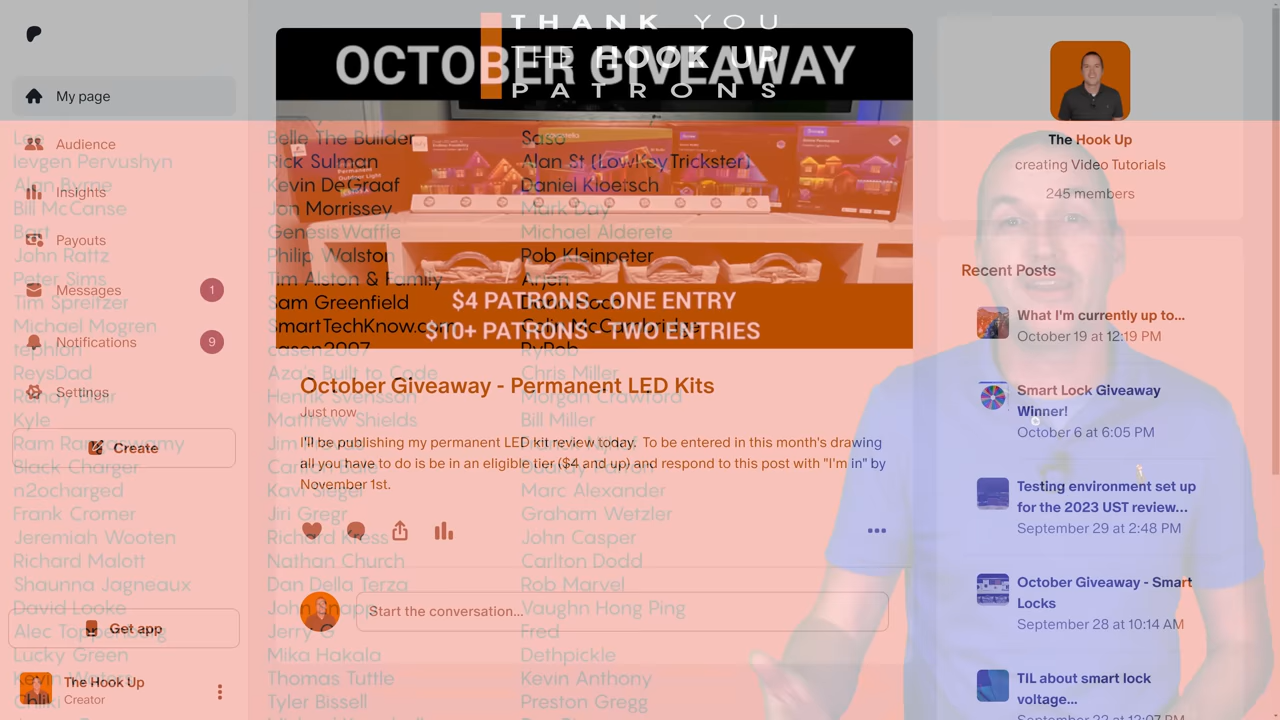 THANK YOU
THE HOOK UP
PATRONS
My page
Audience
Insights
Payouts
Messages
1
Notifications
9
Settings
Create
Get app
The Hook Up
Creator
OCTOBER GIVEAWAY
$4 PATRONS - ONE ENTRY
$10+ PATRONS - TWO ENTRIES
October Giveaway - Permanent LED Kits
Just now
I'll be publishing my permanent LED kit review today. To be entered in this month's drawing
all you have to do is be in an eligible tier ($4 and up) and respond to this post with "I'm in" by
November 1st.
Start the conversation...
The Hook Up
creating Video Tutorials
245 members
Recent Posts
What I'm currently up to...
October 19 at 12:19 PM
Smart Lock Giveaway
Winner!
October 6 at 6:05 PM
Testing environment set up
for the 2023 UST review...
September 29 at 2:48 PM
October Giveaway - Smart
Locks
September 28 at 10:14 AM
TIL about smart lock
voltage...
Ievgen Pervushyn
Alan Byrne
Bill McCanse
Bart
John Rattz
Peter Sims
Tim Spreitzer
Michael Mogren
tephlon
ReysDad
Randy Blair
Kyle
Black Charger
n2ocharged
Frank Cromer
Jeremiah Wooten
Richard Malott
Shaunna Jagneaux
David Looke
Lucky Green
Belle The Builder
Rick Sulman
Kevin DeGraaf
Jon Morrissey
GenesisWaffle
Philip Walston
Tim Alston & Family
Sam Greenfield
SmartTechKnow.com
casen2007
Aza's Built to Code
Henrik Svensson
Matthew Shields
Kavi Sieger
Jiri Gregr
Richard Kress
Nathan Church
Dan Della Terza
Jerry G
Mika Hakala
Thomas Tuttle
Tyler Bissell
Saso
Alan St (LowKey Trickster)
Daniel Kloetsch
Mark Day
Michael Alderete
Rob Kleinpeter
Arjen
RyRob
Chris Miller
Morgan Crawford
Bill Miller
Marc Alexander
Graham Wetzler
John Casper
Carlton Dodd
Rob Marvel
Vaughn Hong Ping
Fred
Dethpickle
Kevin Anthony
Preston Gregg